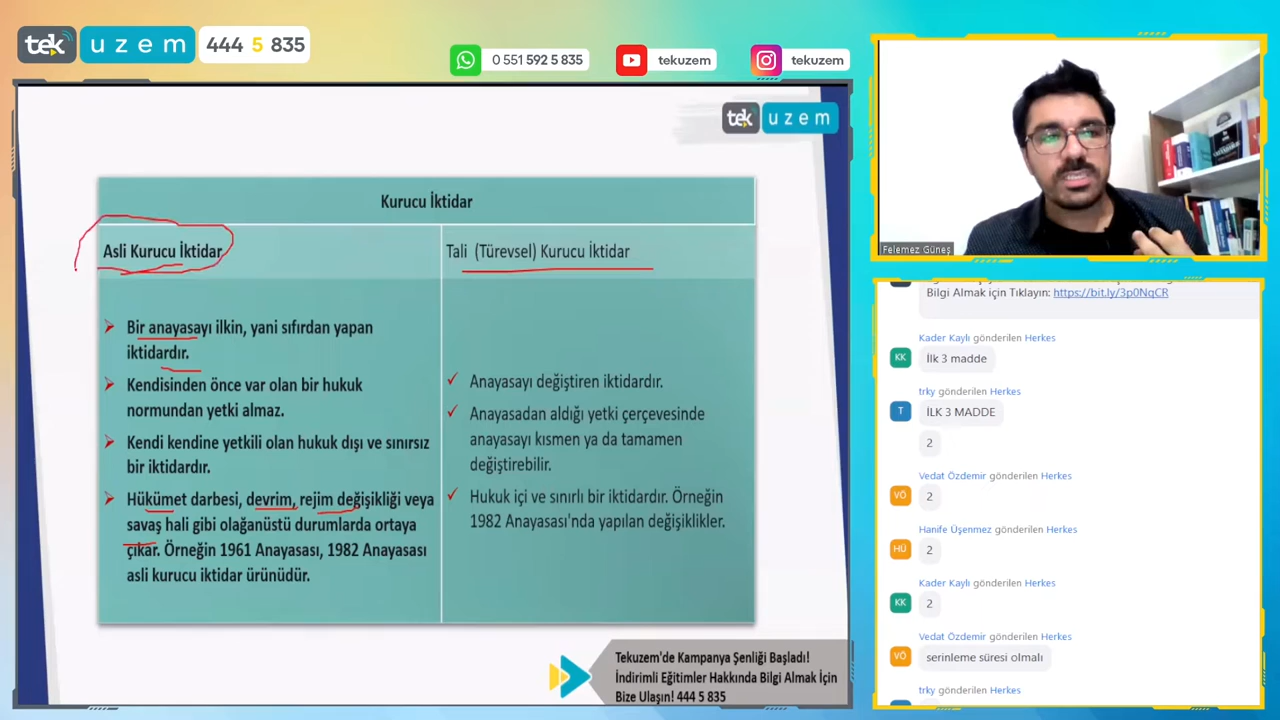 tek uzem 444 5 835
0 551 592 5 835
tekuzem
tekuzem
tek uzem
Kurucu İktidar
Asli Kurucu İktidar
Tali (Türevsel) Kurucu İktidar
Bir anayasayı ilkin, yani sıfırdan yapan
iktidardır.
Kendisinden önce var olan bir hukuk
normundan yetki almaz.
Kendi kendine yetkili olan hukuk dışı ve sınırsız
bir iktidardır.
Hükümet darbesi, devrim, rejim değişikliği veya
savaş hali gibi olağanüstü durumlarda ortaya
çıkar. Örneğin 1961 Anayasası, 1982 Anayasası
asli kurucu iktidar ürünüdür.
Anayasayı değiştiren iktidardır.
Anayasadan aldığı yetki çerçevesinde
anayasayı kısmen ya da tamamen
değiştirebilir.
Hukuk içi ve sınırlı bir iktidardır. Örneğin
1982 Anayasası'nda yapılan değişiklikler.
Tekuzem'de Kampanya Şenliği Başladı!
İndirimli Eğitimler Hakkında Bilgi Almak İçin
Bize Ulaşın! 444 5 835
Felemez Güneş
Bilgi Almak için Tıklayın: https://bit.ly/3p0NqCR
Kader Kaylı gönderilen Herkes
KK İlk 3 madde
trky gönderilen Herkes
T İLK 3 MADDE
2
Vedat Özdemir gönderilen Herkes
VÖ 2
Hanife Üşenmez gönderilen Herkes
HÜ 2
Kader Kaylı gönderilen Herkes
KK 2
Vedat Özdemir gönderilen Herkes
VÖ serinleme süresi olmalı
trky gönderilen Herkes